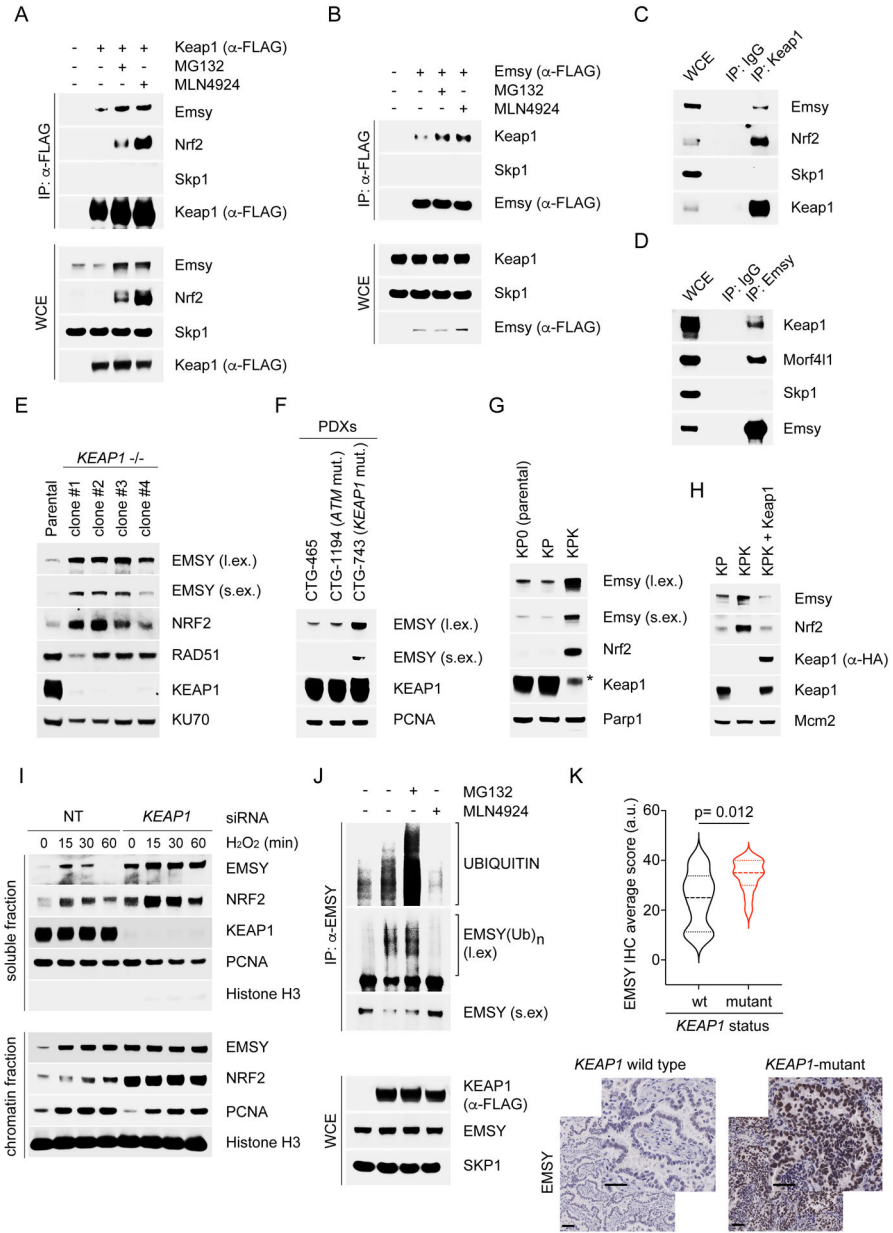 A
- + + + Keap1 (α-FLAG)
+ MG132
+ MLN4924
IP: α-FLAG
Emsy
Nrf2
Skp1
Keap1 (α-FLAG)
WCE
Emsy
Nrf2
Skp1
Keap1 (α-FLAG)
B
- + + + Emsy (α-FLAG)
+ MG132
+ MLN4924
IP: α-FLAG
Keap1
Skp1
Emsy (α-FLAG)
WCE
Keap1
Skp1
Emsy (α-FLAG)
C
WCE
IP: IgG
IP: Keap1
Emsy
Nrf2
Skp1
Keap1
D
WCE
IP: IgG
IP: Emsy
Keap1
Morf4l1
Skp1
Emsy
E
KEAP1 -/-
Parental
clone #1
clone #2
clone #3
clone #4
EMSY (l.ex.)
EMSY (s.ex.)
NRF2
RAD51
KEAP1
KU70
F
PDXs
CTG-465
CTG-1194 (ATM mut.)
CTG-743 (KEAP1 mut.)
EMSY (l.ex.)
EMSY (s.ex.)
KEAP1
PCNA
G
KP0 (parental)
KP
KPK
Emsy (l.ex.)
Emsy (s.ex.)
Nrf2
* Keap1
Parp1
H
KP
KPK
KPK + Keap1
Emsy
Nrf2
Keap1 (α-HA)
Keap1
Mcm2
I
NT KEAP1 siRNA
0 15 30 60 0 15 30 60 H2O2 (min)
soluble fraction
EMSY
NRF2
KEAP1
PCNA
Histone H3
chromatin fraction
EMSY
NRF2
PCNA
Histone H3
J
- - + - MG132
- - - + MLN4924
IP: α-EMSY
UBIQUITIN
EMSY(Ub)n
(l.ex)
EMSY (s.ex)
WCE
KEAP1
(α-FLAG)
EMSY
SKP1
K
p= 0.012
EMSY IHC average score (a.u.)
60
40
20
0
wt mutant
KEAP1 status
KEAP1 wild type
KEAP1-mutant
EMSY